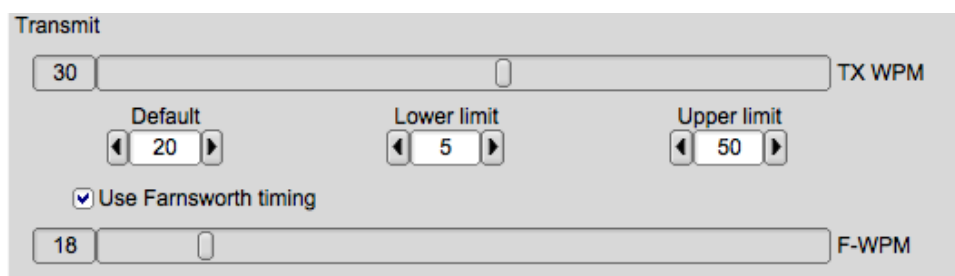 Transmit
30 TX WPM
Default Lower limit Upper limit
20 5 50
Use Farnsworth timing
18 F-WPM